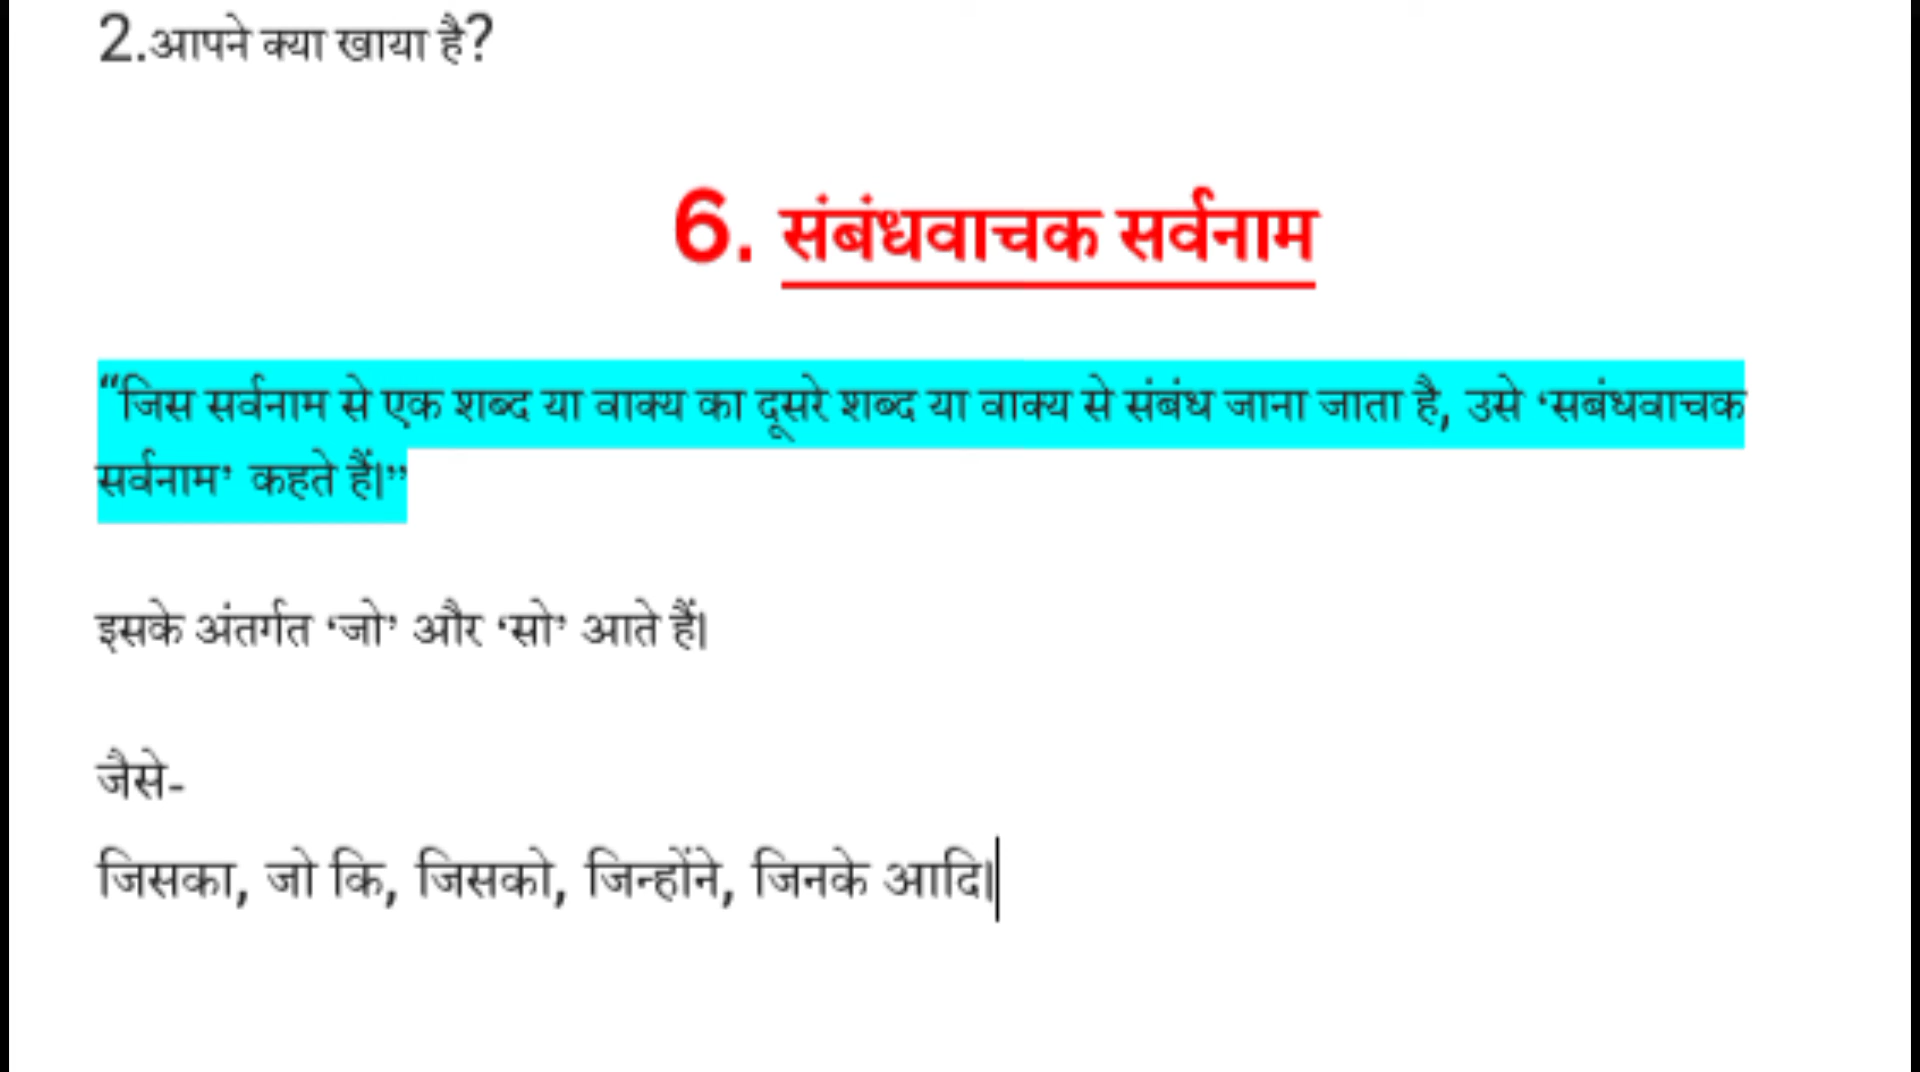 2.आपने क्या खाया है?
6. संबंधवाचक सर्वनाम
“जिस सर्वनाम से एक शब्द या वाक्य का दूसरे शब्द या वाक्य से संबंध जाना जाता है, उसे ‘सबंधवाचक
सर्वनाम’ कहते हैं।”
इसके अंतर्गत ‘जो’ और ‘सो’ आते हैं।
जैसे-
जिसका, जो कि, जिसको, जिन्होंने, जिनके आदि।